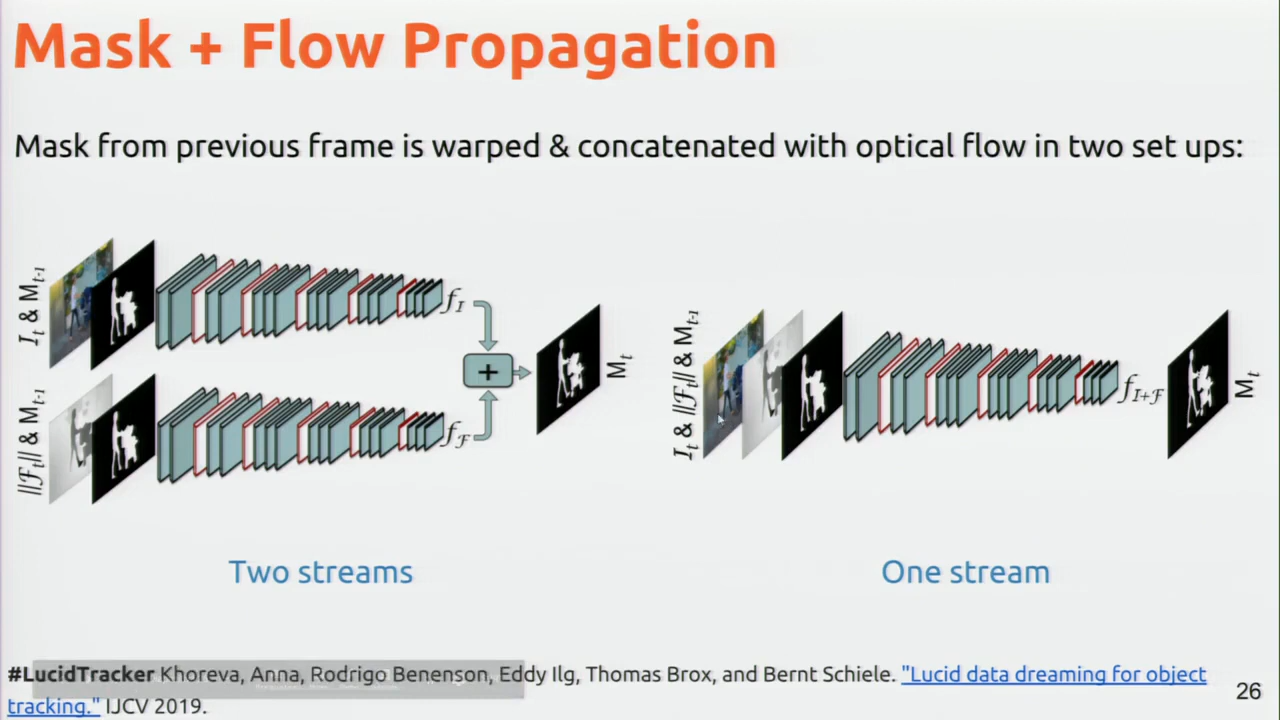 Mask + Flow Propagation
Mask from previous frame is warped & concatenated with optical flow in two set ups:
I_t & M_t-1
f_I
||F_t|| & M_t-1
f_F
+
M_t
Two streams
I_t & ||F_t|| & M_t-1
f_I+F
M_t
One stream
#LucidTracker Khoreva, Anna, Rodrigo Benenson, Eddy Ilg, Thomas Brox, and Bernt Schiele. "Lucid data dreaming for object
tracking." IJCV 2019.
26